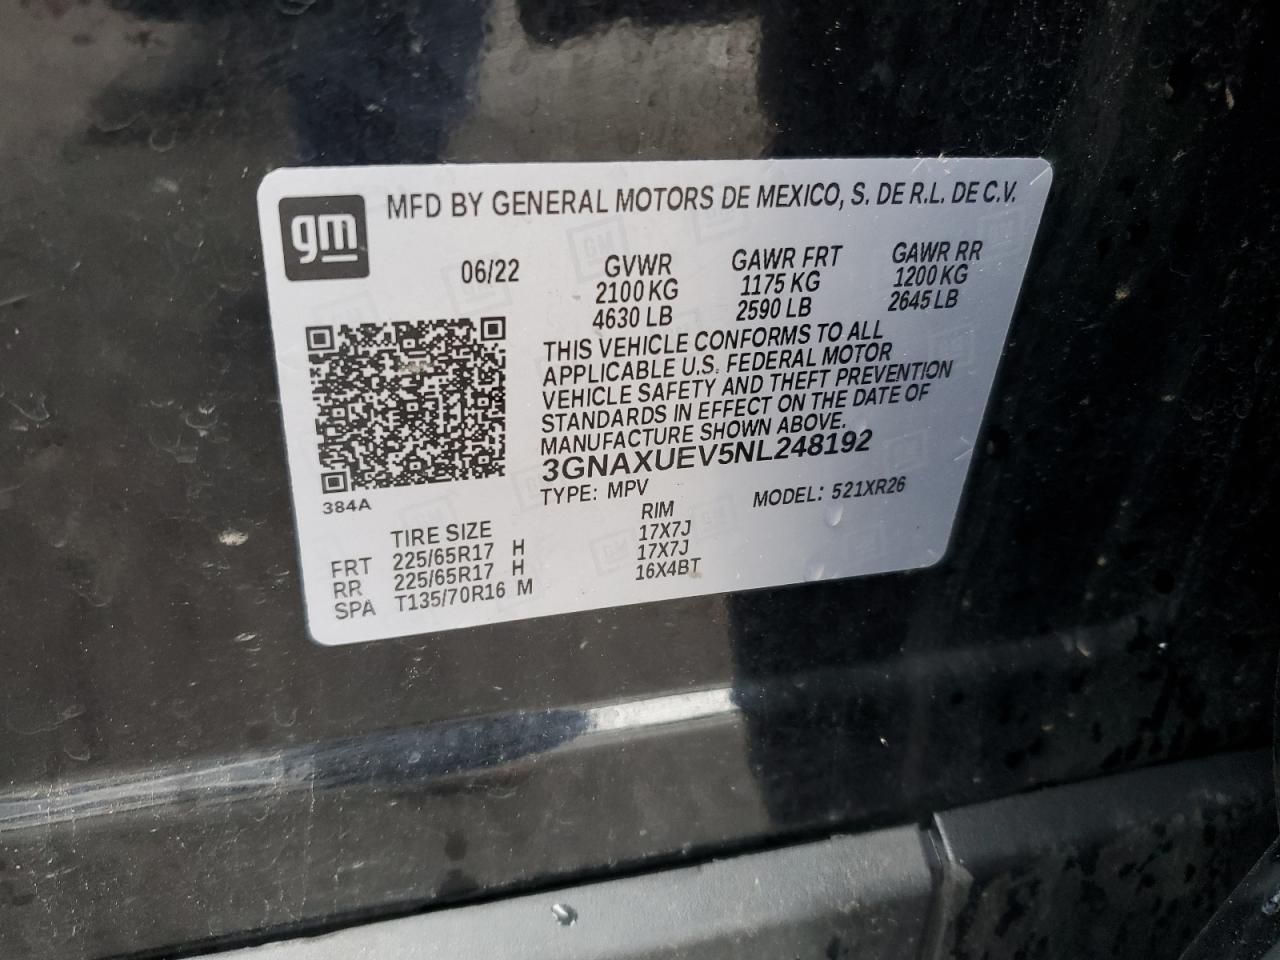 gm
MFD BY GENERAL MOTORS DE MEXICO, S. DE R.L. DE C.V.
06/22
GVWR GAWR FRT GAWR RR
2100 KG 1175 KG 1200 KG
4630 LB 2590 LB 2645 LB
THIS VEHICLE CONFORMS TO ALL
APPLICABLE U.S. FEDERAL MOTOR
VEHICLE SAFETY AND THEFT PREVENTION
STANDARDS IN EFFECT ON THE DATE OF
MANUFACTURE SHOWN ABOVE.
3GNAXUEV5NL248192
TYPE: MPV MODEL: 521XR26
384A
TIRE SIZE RIM
FRT 225/65R17 H 17X7J
RR 225/65R17 H 17X7J
SPA T135/70R16 M 16X4BT